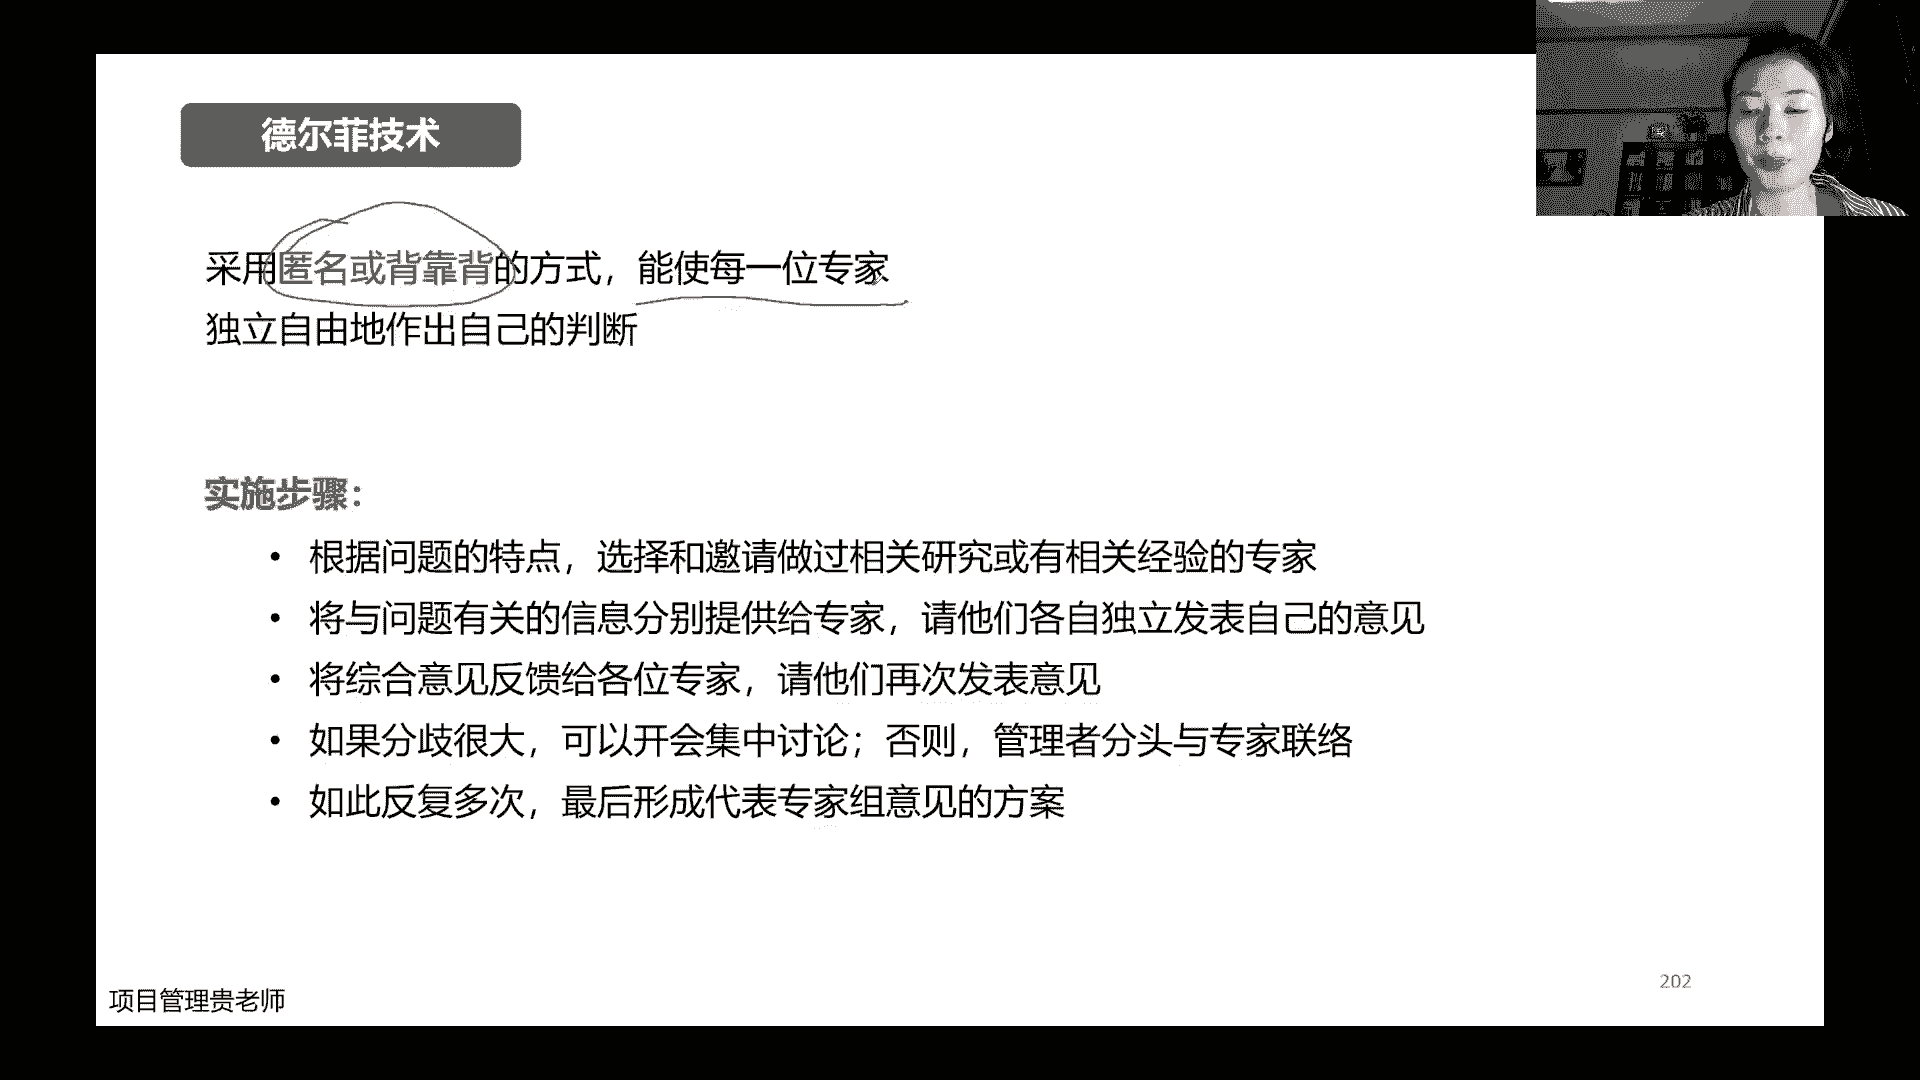 德尔菲技术
采用匿名或背靠背的方式，能使每一位专家
独立自由地作出自己的判断
实施步骤：
• 根据问题的特点，选择和邀请做过相关研究或有相关经验的专家
• 将与问题有关的信息分别提供给专家，请他们各自独立发表自己的意见
• 将综合意见反馈给各位专家，请他们再次发表意见
• 如果分歧很大，可以开会集中讨论；否则，管理者分头与专家联络
• 如此反复多次，最后形成代表专家组意见的方案
202
项目管理贵老师